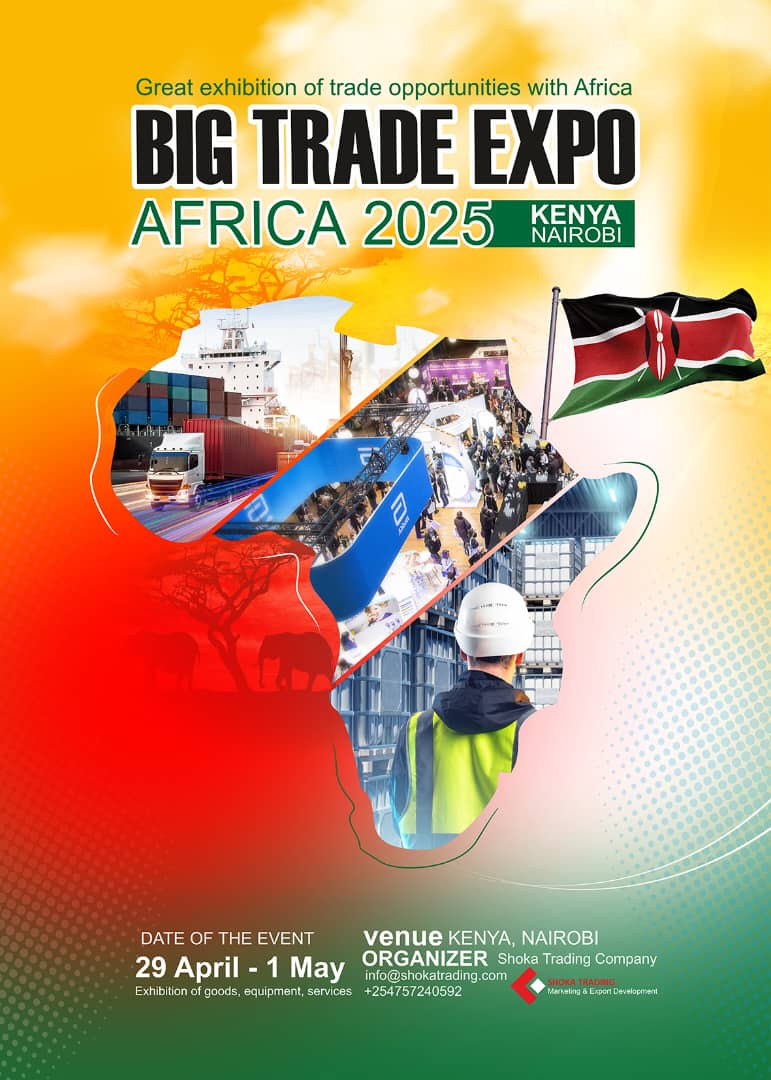 Great exhibition of trade opportunities with Africa
BIG TRADE EXPO
AFRICA 2025
KENYA
NAIROBI
DATE OF THE EVENT
29 April - 1 May
Exhibition of goods, equipment, services
venue KENYA, NAIROBI
ORGANIZER Shoka Trading Company
info@shokatrading.com
+254757240592
SHOKA TRADING
Marketing & Export Development